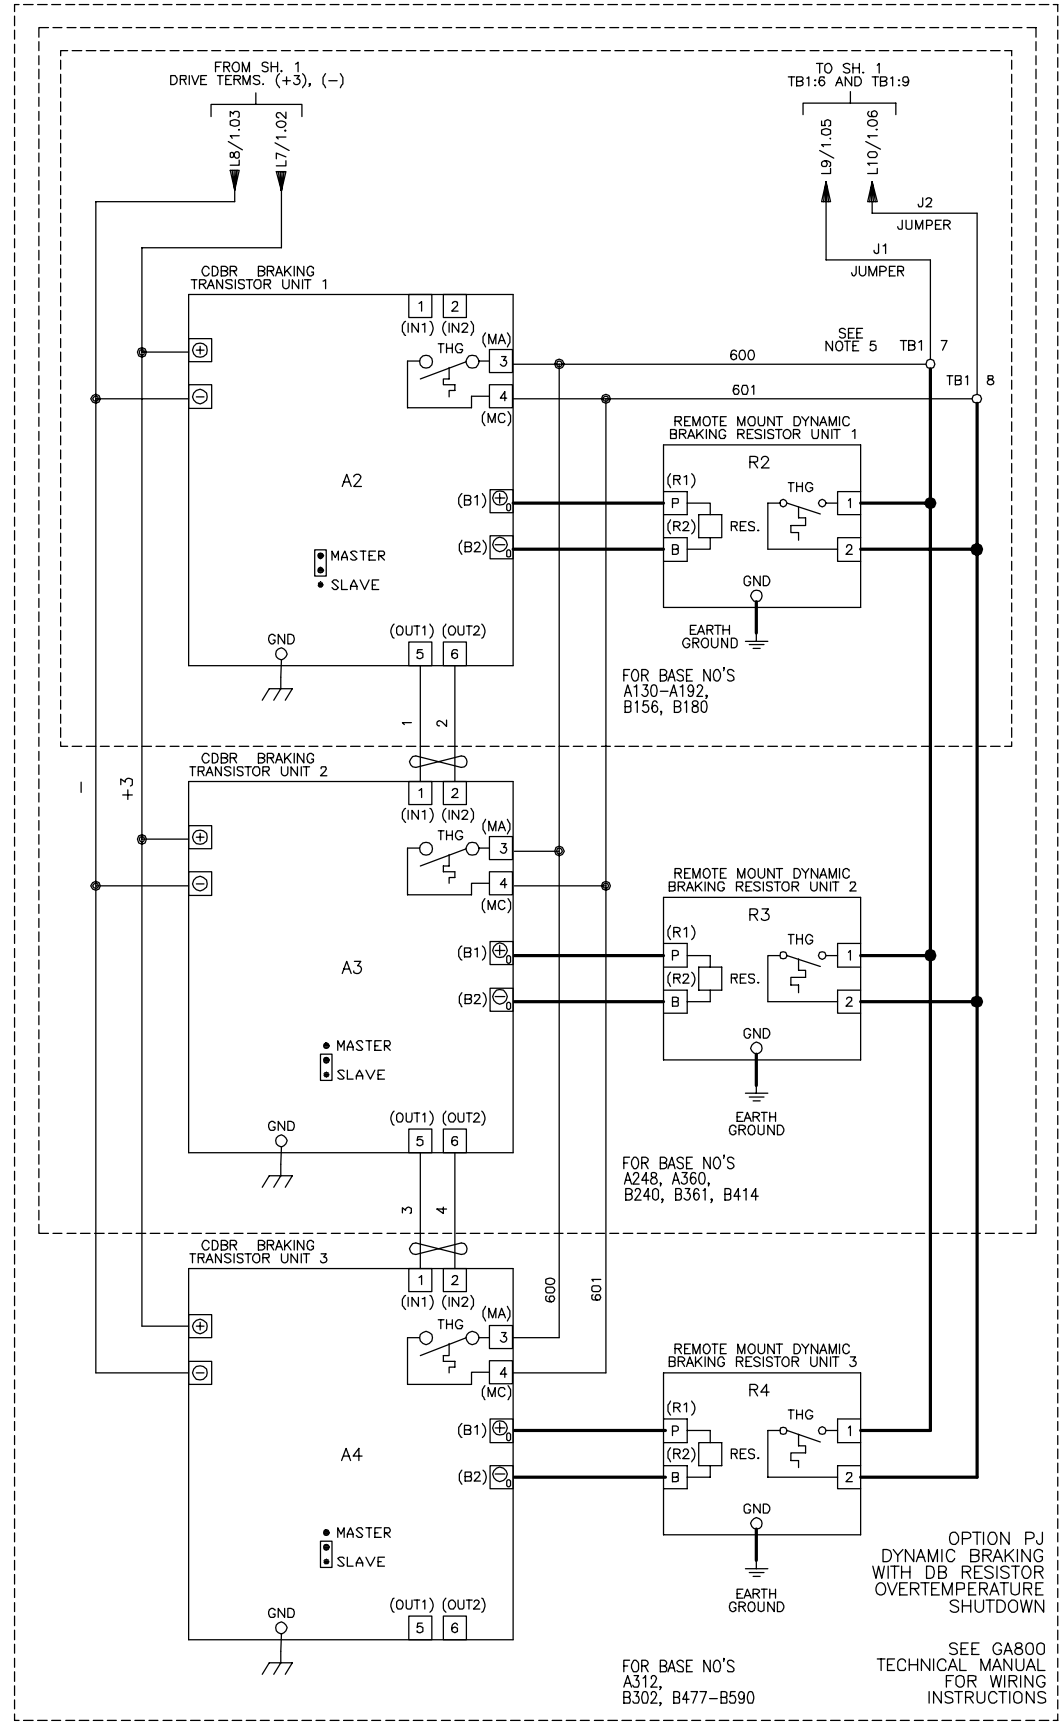 FROM SH. 1
DRIVE TERMS. (+3), (-)
L8/1.03
L7/1.02
TO SH. 1
TB1:6 AND TB1:9
L9/1.05
L10/1.06
J2
JUMPER
J1
JUMPER
CDBR BRAKING
TRANSISTOR UNIT 1
1 2
(IN1) (IN2)
THG
(MA)
3
4
(MC)
600
601
SEE
NOTE 5
TB1 7
TB1 8
A2
(B1)
0
(B2)
0
MASTER
SLAVE
GND
(OUT1) (OUT2)
5 6
REMOTE MOUNT DYNAMIC
BRAKING RESISTOR UNIT 1
R2
(R1)
P
(R2)
B
RES.
THG
1
2
GND
EARTH
GROUND
FOR BASE NO'S
A130-A192,
B156, B180
1
2
-
+3
CDBR BRAKING
TRANSISTOR UNIT 2
1 2
(IN1) (IN2)
THG
(MA)
3
4
(MC)
A3
(B1)
0
(B2)
0
MASTER
SLAVE
GND
(OUT1) (OUT2)
5 6
REMOTE MOUNT DYNAMIC
BRAKING RESISTOR UNIT 2
R3
(R1)
P
(R2)
B
RES.
THG
1
2
GND
EARTH
GROUND
FOR BASE NO'S
A248, A360,
B240, B361, B414
3
4
CDBR BRAKING
TRANSISTOR UNIT 3
1 2
(IN1) (IN2)
600
601
THG
(MA)
3
4
(MC)
A4
(B1)
0
(B2)
0
MASTER
SLAVE
GND
(OUT1) (OUT2)
5 6
REMOTE MOUNT DYNAMIC
BRAKING RESISTOR UNIT 3
R4
(R1)
P
(R2)
B
RES.
THG
1
2
GND
EARTH
GROUND
FOR BASE NO'S
A312,
B302, B477-B590
OPTION PJ
DYNAMIC BRAKING
WITH DB RESISTOR
OVERTEMPERATURE
SHUTDOWN
SEE GA800
TECHNICAL MANUAL
FOR WIRING
INSTRUCTIONS